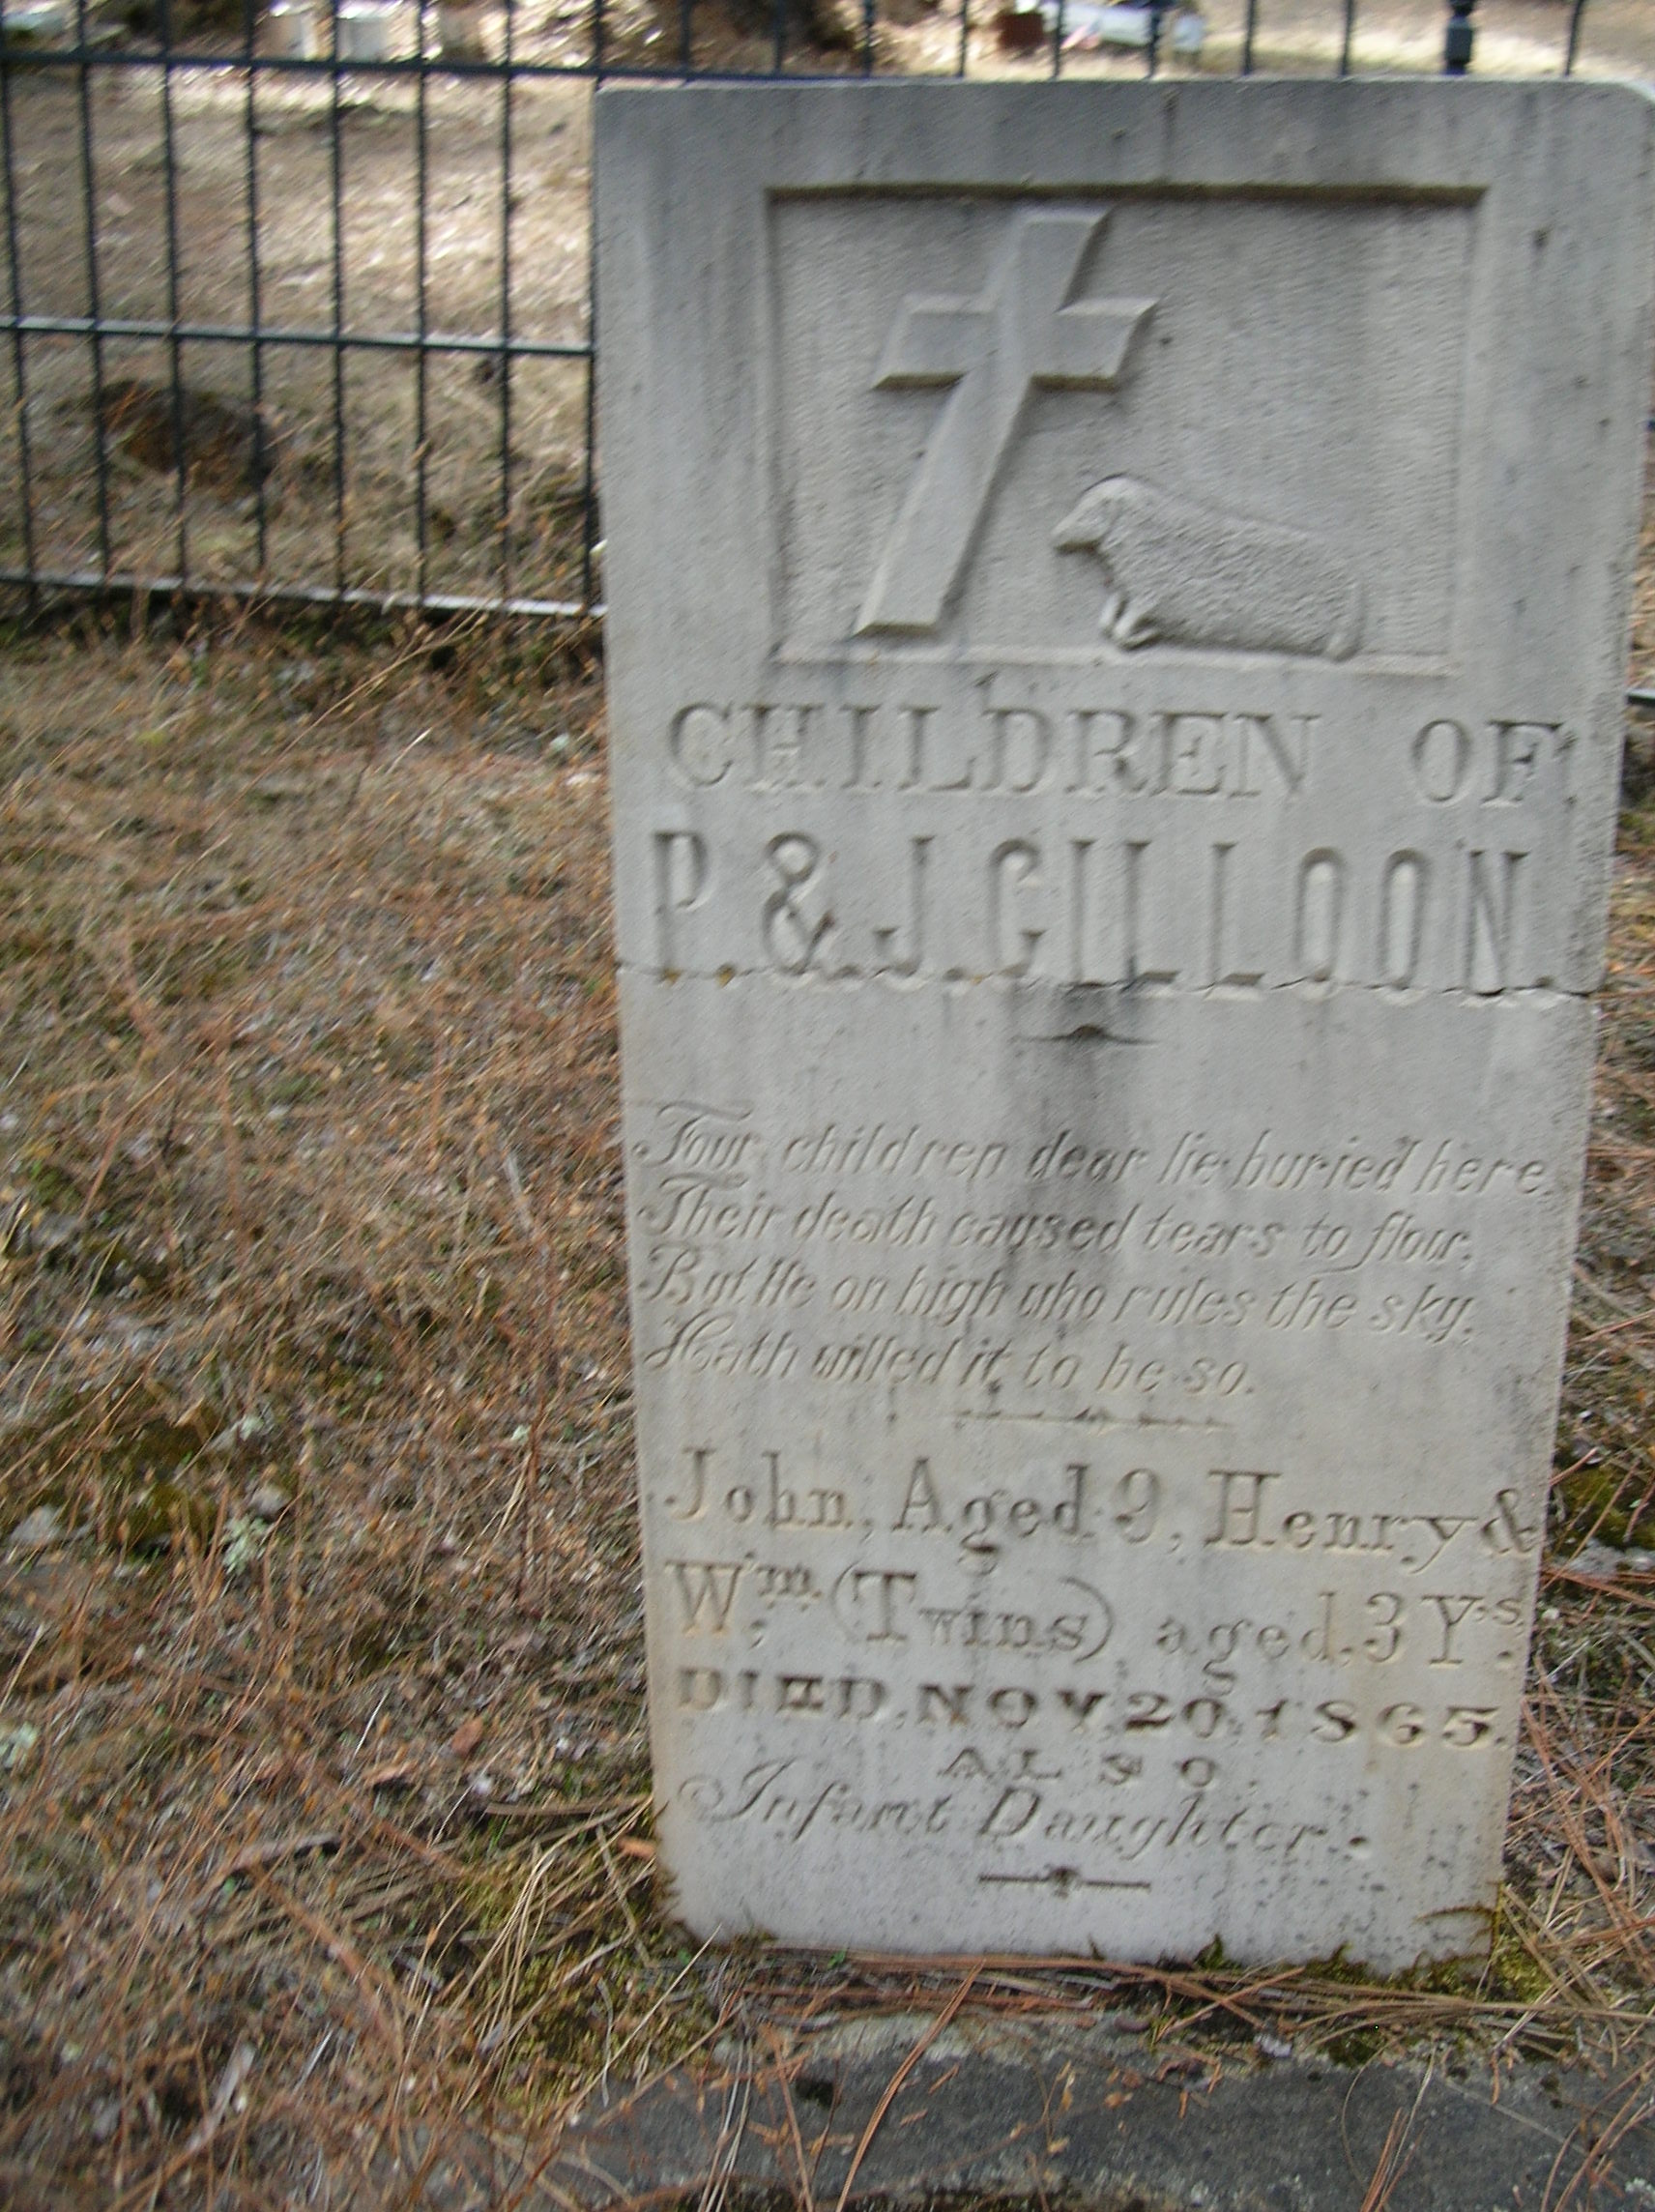 CHILDREN OF
P. & J. GILLOON.
Four children dear lie buried here,
Their death caused tears to flow,
But He on high who rules the sky,
Hath willed it to be so.
John, Aged 9, Henry &
Wm. (Twins) aged 3 Ys.
DIED NOV. 20, 1865.
ALSO
Infant Daughter.